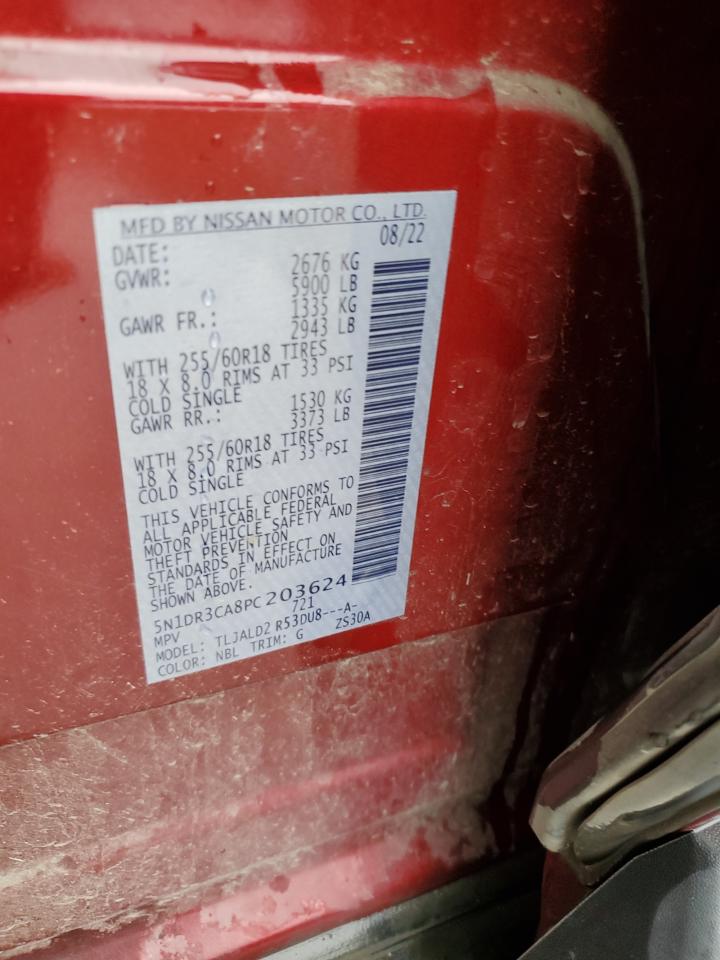 MFD BY NISSAN MOTOR CO., LTD.
DATE: 08/22
GVWR: 2676 KG
5900 LB
GAWR FR.: 1335 KG
2943 LB
WITH 255/60R18 TIRES
18 X 8.0 RIMS AT 33 PSI
COLD SINGLE
GAWR RR.: 1530 KG
3373 LB
WITH 255/60R18 TIRES
18 X 8.0 RIMS AT 33 PSI
COLD SINGLE
THIS VEHICLE CONFORMS TO
ALL APPLICABLE FEDERAL
MOTOR VEHICLE SAFETY AND
THEFT PREVENTION
STANDARDS IN EFFECT ON
THE DATE OF MANUFACTURE
SHOWN ABOVE.
5N1DR3CA8PC203624
MPV 721
MODEL: TLJALD2 R53DU8---A-
COLOR: NBL TRIM: G ZS30A